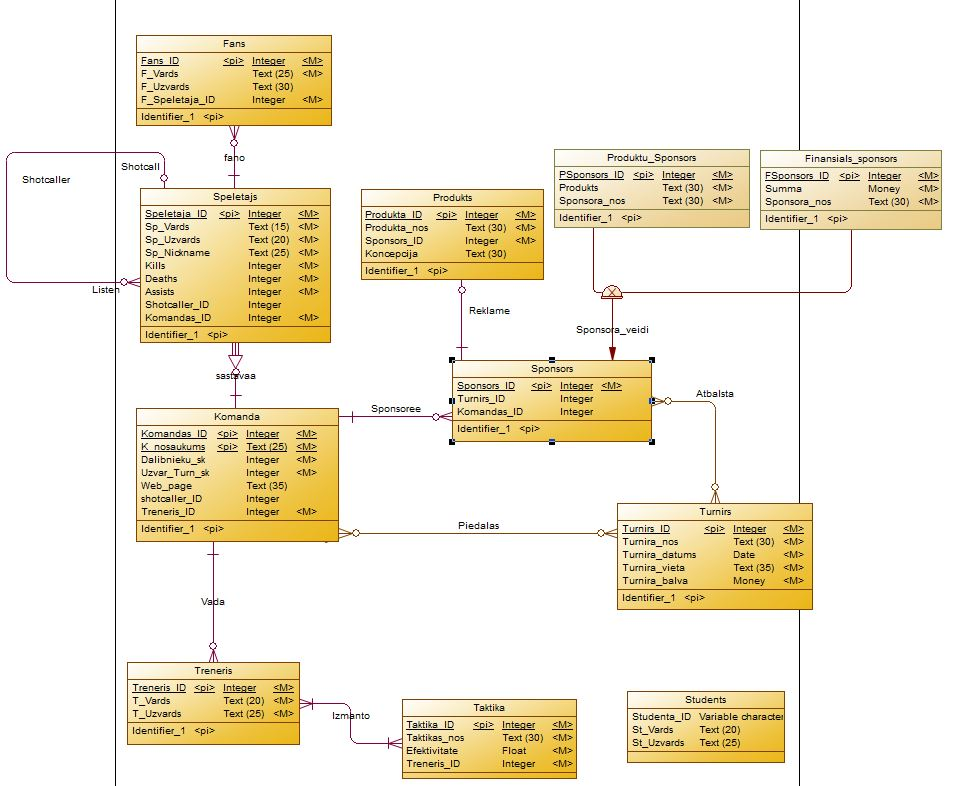 Fans
Fans_ID <pi> Integer <M>
F_Vards Text (25) <M>
F_Uzvards Text (30)
F_Speletaja_ID Integer <M>
Identifier_1 <pi>
fano
Shotcaller
Shotcall
Listen
Speletajs
Speletaja_ID <pi> Integer <M>
Sp_Vards Text (15) <M>
Sp_Uzvards Text (20) <M>
Sp_Nickname Text (25) <M>
Kills Integer <M>
Deaths Integer <M>
Assists Integer <M>
Shotcaller_ID Integer
Komandas_ID Integer <M>
Identifier_1 <pi>
Produkts
Produkta_ID <pi> Integer <M>
Produkta_nos Text (30) <M>
Sponsors_ID Integer <M>
Koncepcija Text (30)
Identifier_1 <pi>
Produktu_Sponsors
PSponsors_ID <pi> Integer <M>
Produkts Text (30) <M>
Sponsora_nos Text (30) <M>
Identifier_1 <pi>
Finansials_sponsors
FSponsors_ID <pi> Integer <M>
Summa Money <M>
Sponsora_nos Text (30) <M>
Identifier_1 <pi>
Reklame
Sponsora_veidi
sastavaa
Sponsors
Sponsors_ID <pi> Integer <M>
Turnirs_ID Integer
Komandas_ID Integer
Identifier_1 <pi>
Atbalsta
Sponsoree
Komanda
Komandas_ID <pi> Integer <M>
K_nosaukums <pi> Text (25) <M>
Dalibnieku_sk Integer <M>
Uzvar_Turn_sk Integer <M>
Web_page Text (35)
shotcaller_ID Integer
Treneris_ID Integer <M>
Identifier_1 <pi>
Piedalas
Turnirs
Turnirs_ID <pi> Integer <M>
Turnira_nos Text (30) <M>
Turnira_datums Date <M>
Turnira_vieta Text (35) <M>
Turnira_balva Money <M>
Identifier_1 <pi>
Vada
Treneris
Treneris_ID <pi> Integer <M>
T_Vards Text (20) <M>
T_Uzvards Text (25) <M>
Identifier_1 <pi>
Izmanto
Taktika
Taktika_ID <pi> Integer <M>
Taktikas_nos Text (30) <M>
Efektivitate Float <M>
Treneris_ID Integer <M>
Students
Studenta_ID Variable character
St_Vards Text (20)
St_Uzvards Text (25)